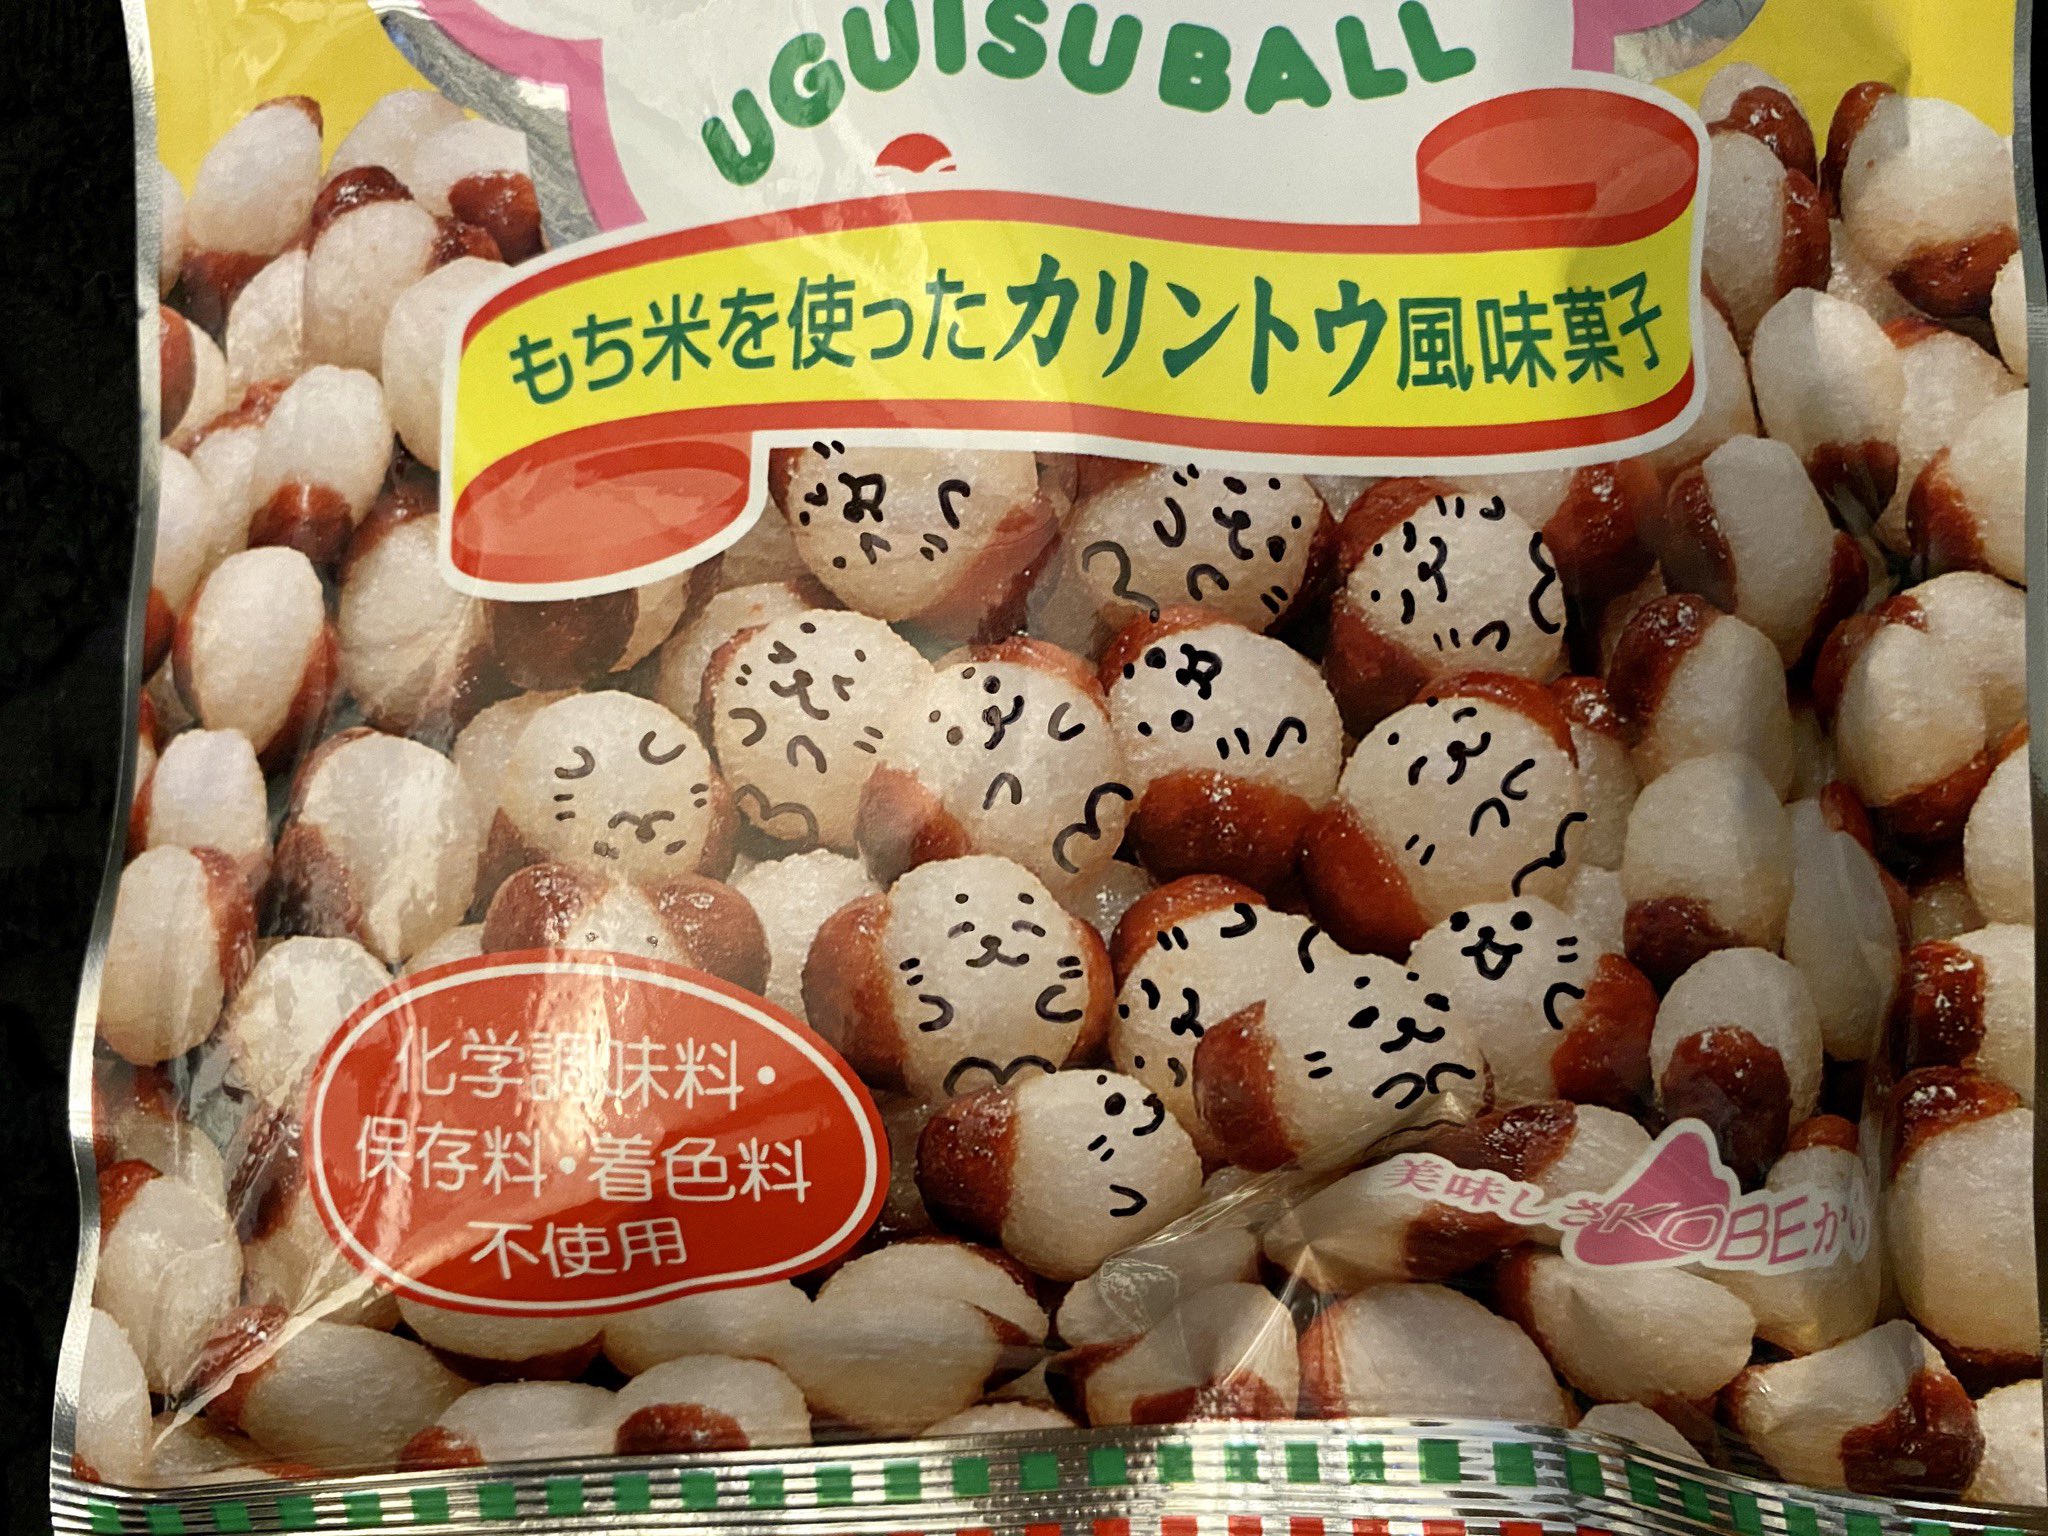 UGUISU BALL
もち米を使ったカリントウ風味菓子
化学調味料・
保存料・着色料
不使用
美味しさKOBEから